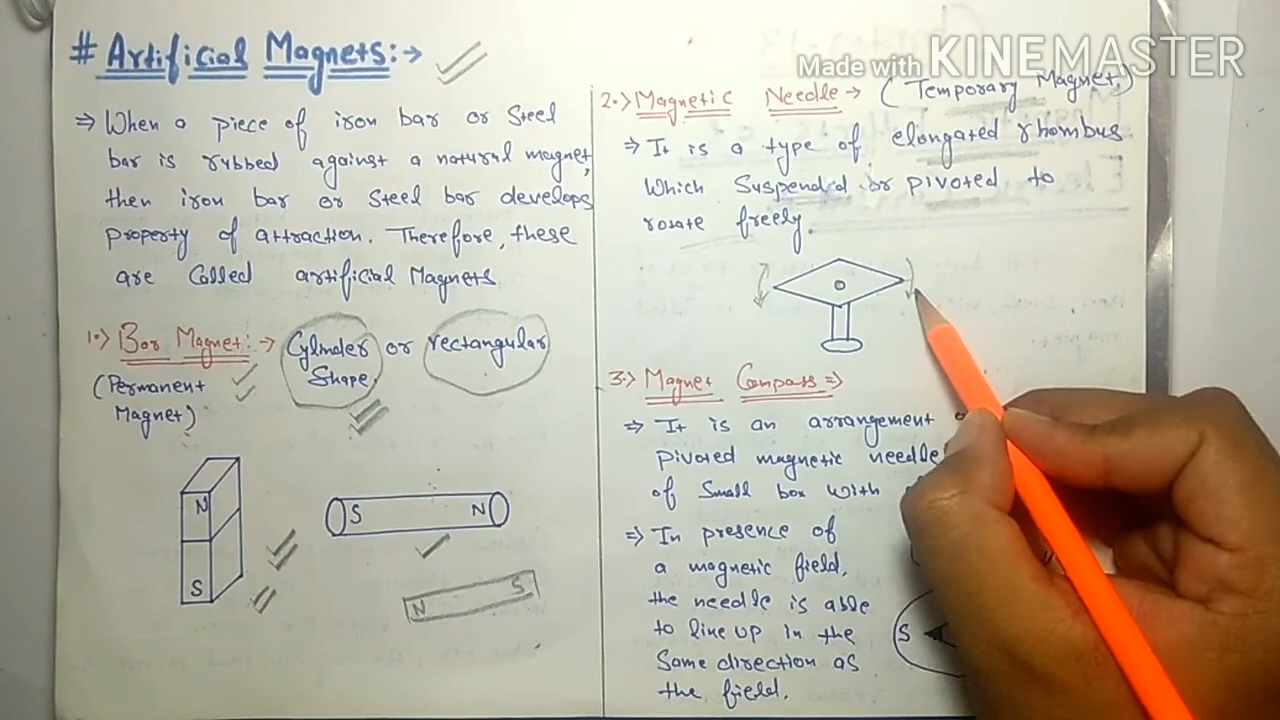 # Artificial Magnets:→
⇒ When a piece of iron bar or Steel
bar is rubbed against a natural magnet,
then iron bar or Steel bar develops
property of attraction. Therefore, these
are Called artificial Magnets
1.> Bar Magnet:→ Cylinder or rectangular
Shape.
(Permanent
Magnet)
N
S
S N
N S
Made with KINEMASTER
2.> Magnetic Needle→ (Temporary Magnet)
⇒ It is a type of elongated rhombus
Which Suspended or pivoted to
rotate freely.
3.> Magnet Compass⇒
⇒ It is an arrangement
pivoted magnetic needle
of Small box with
⇒ In presence of
a magnetic field,
the needle is able
to line up in the
Same direction as
the field.
S